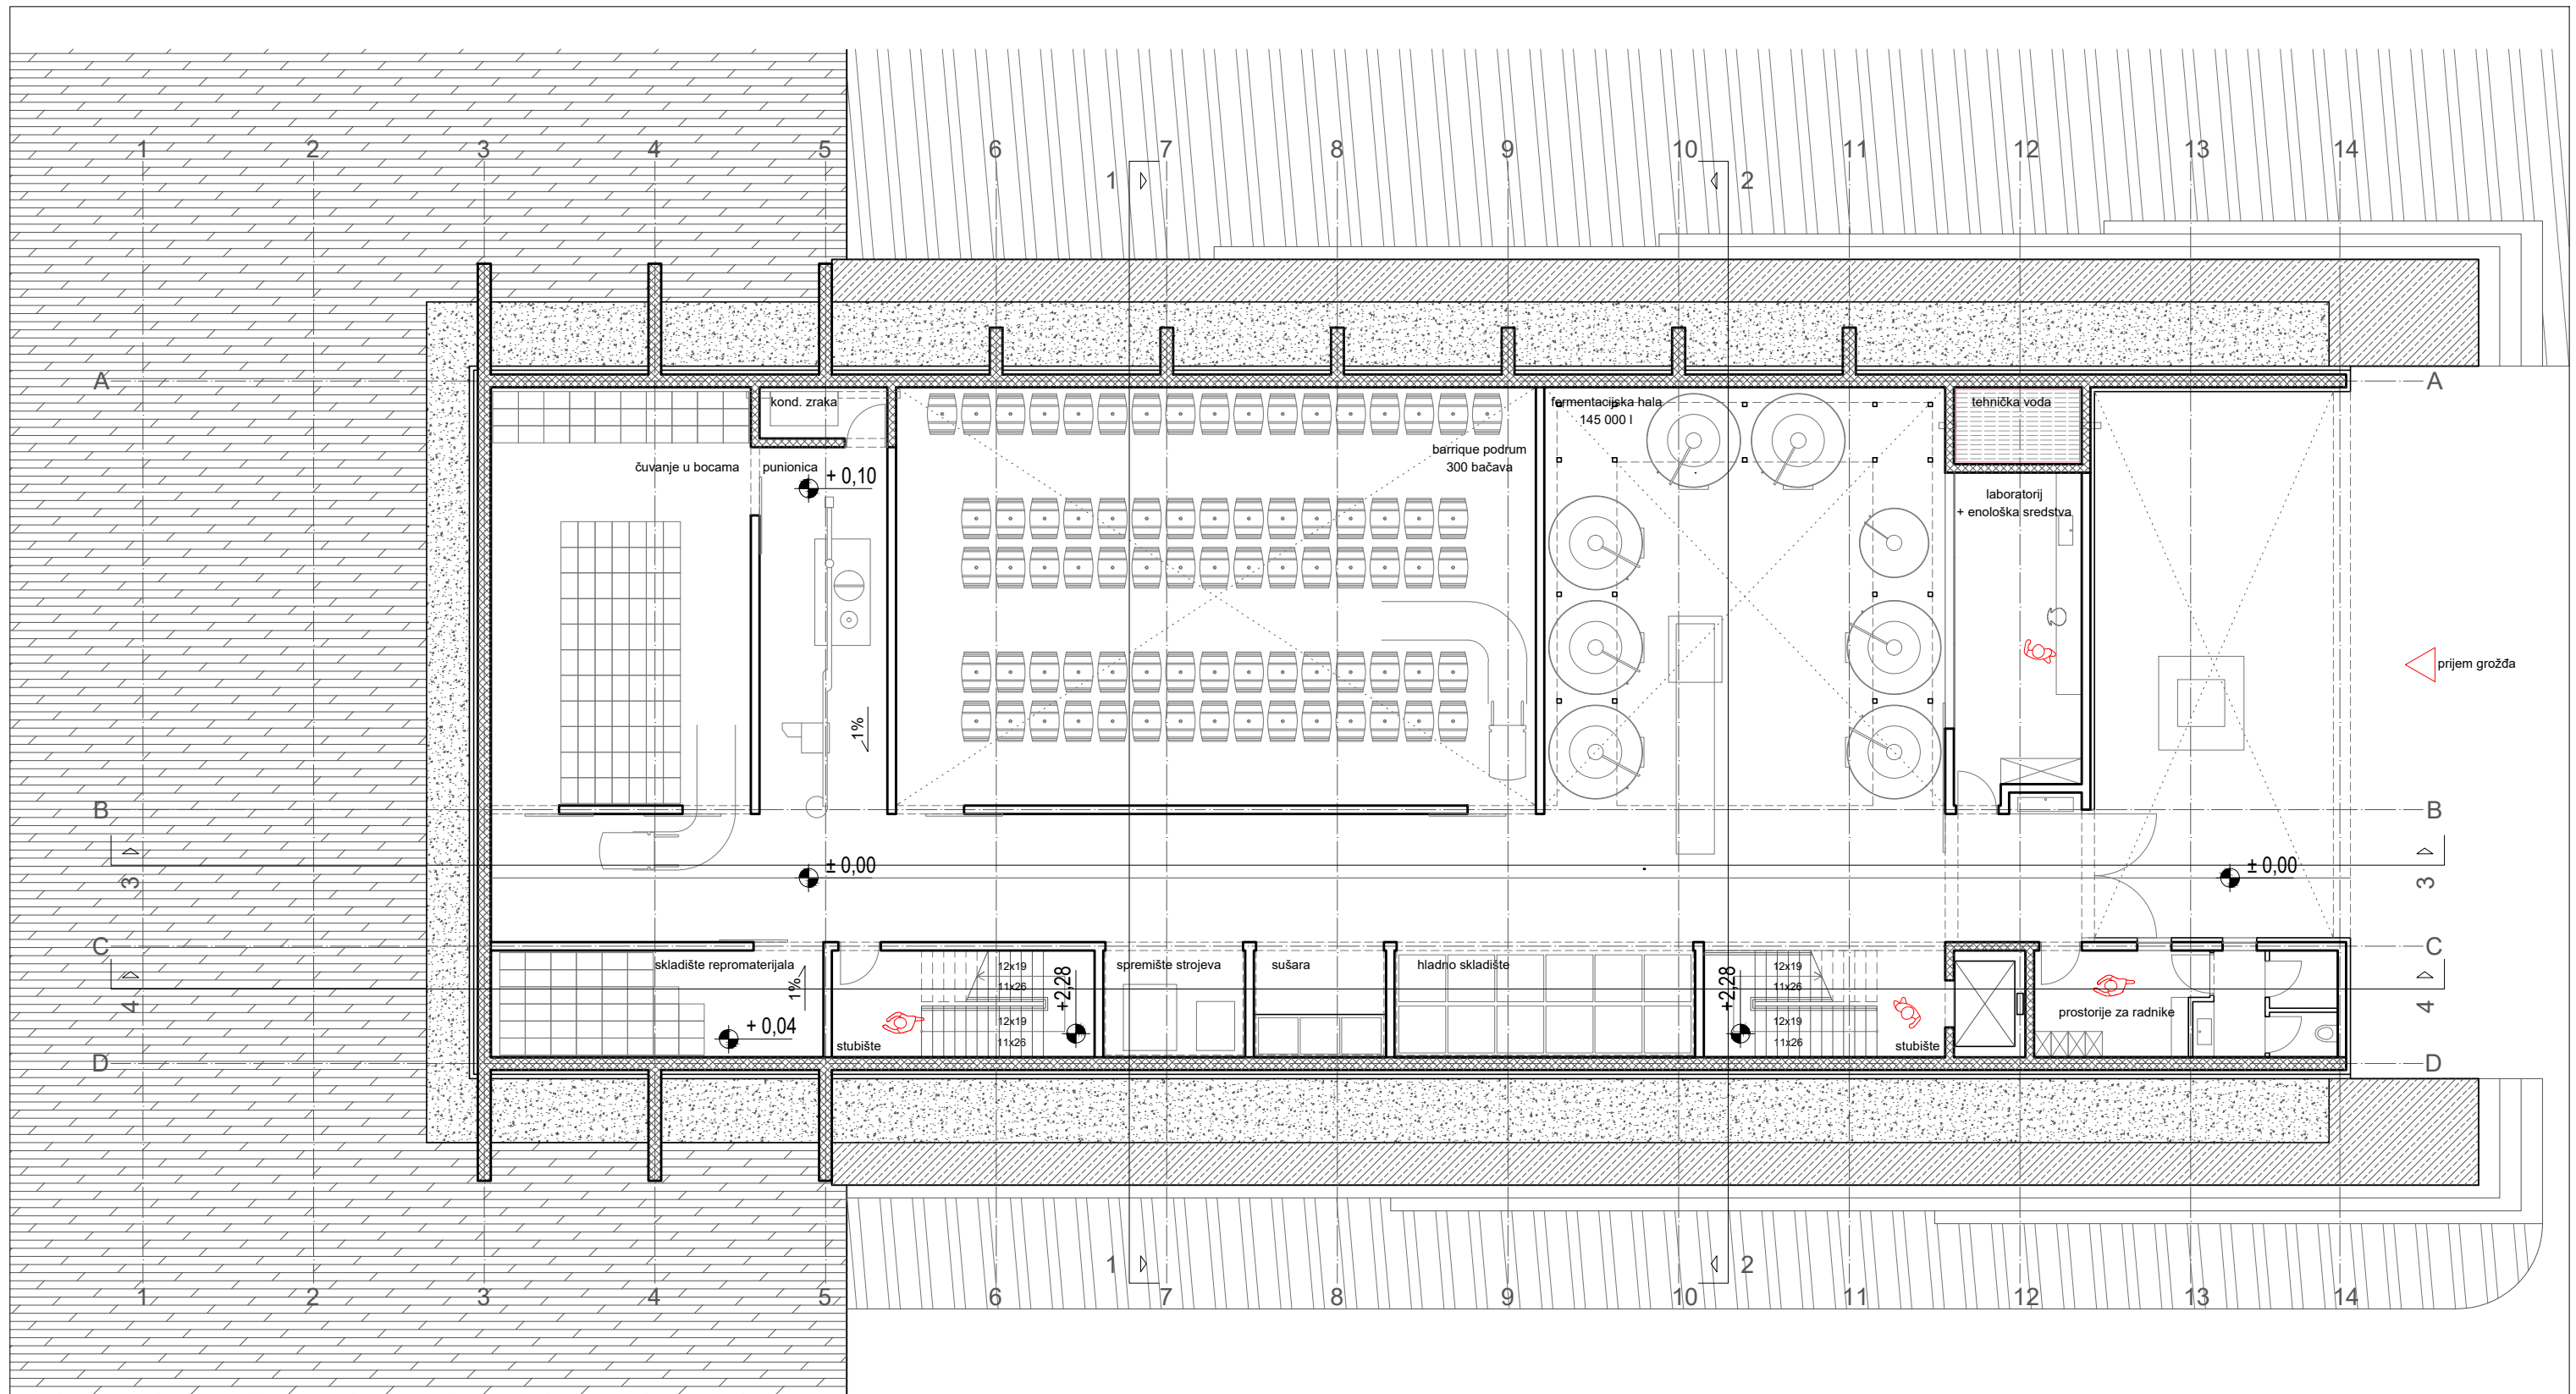 1 2 3 4 5 6 7 8 9 10 11 12 13 14
1 2
A A
kond. zraka
fermentacijska hala
145 000 l
tehnička voda
barrique podrum
300 bačava
čuvanje u bocama
punionica
+ 0,10
laboratorij
+ enološka sredstva
prijem grožđa
1%
B B
± 0,00
± 0,00
3 3
C C
skladište repromaterijala
1%
12x19
11x26
+2,28
spremište strojeva
sušara
hladno skladište
+2,28
12x19
11x26
4 4
prostorije za radnike
+ 0,04
12x19
11x26
12x19
11x26
stubište
stubište
D D
1 2
1 2 3 4 5 6 7 8 9 10 11 12 13 14